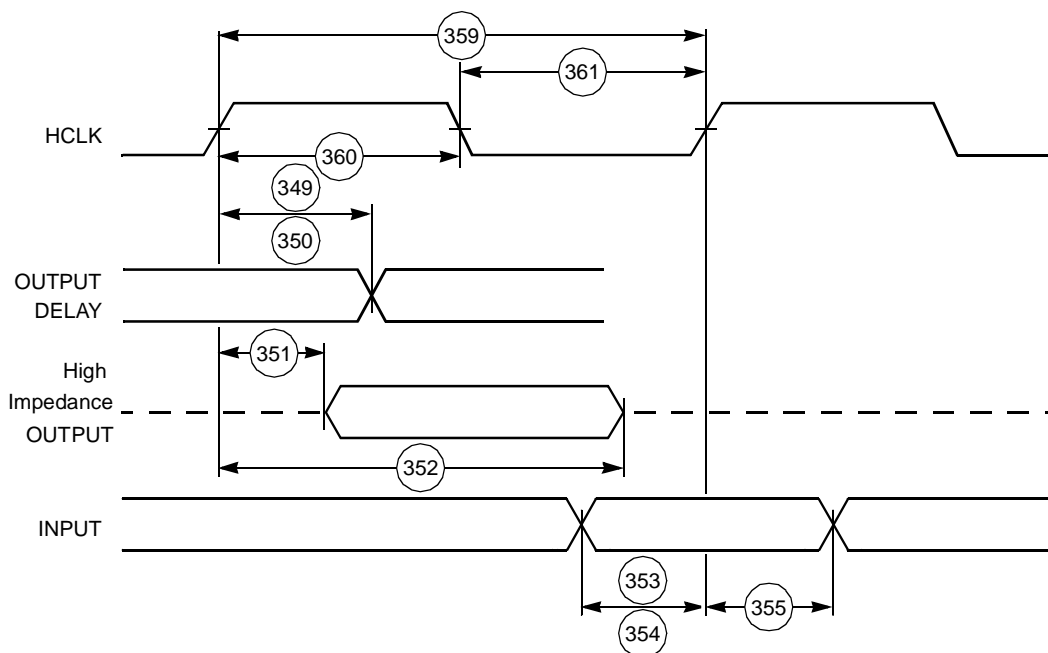 359
361
HCLK
360
349
350
OUTPUT
DELAY
351
High
Impedance
OUTPUT
352
INPUT
353
354
355